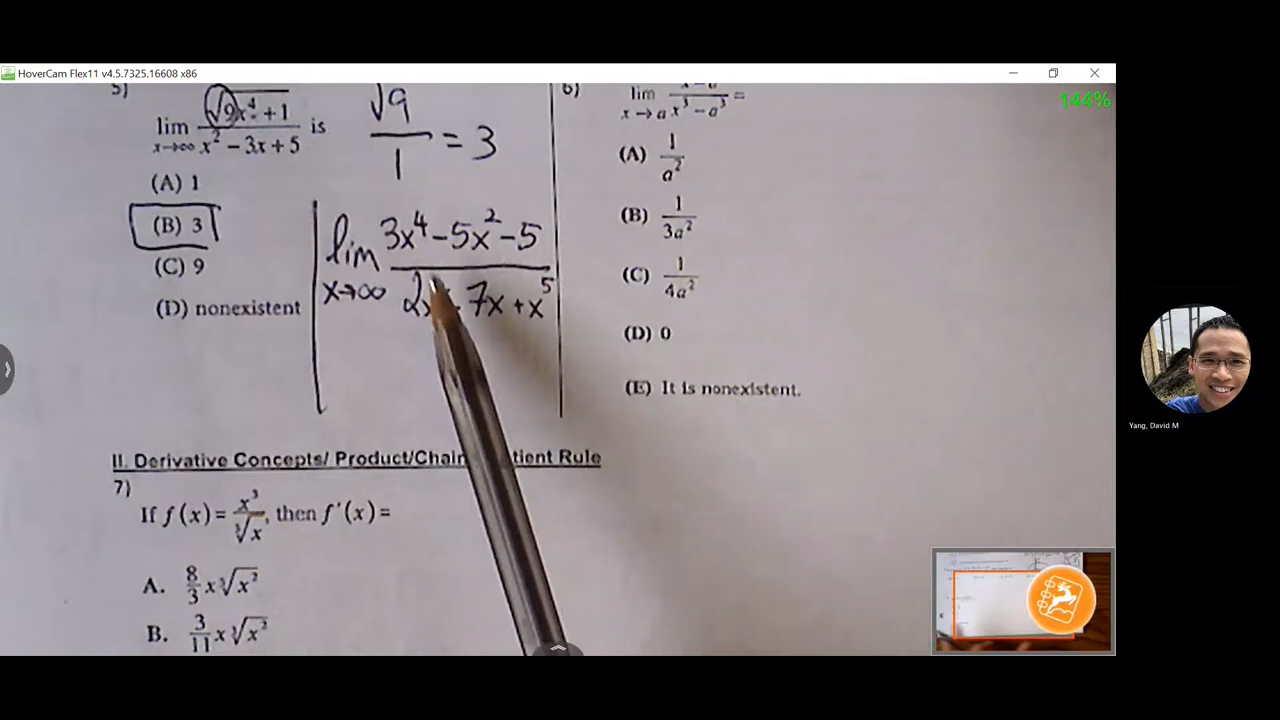 HoverCam Flex11 v4.5.7325.16608 x86
144%
5)
lim x→∞ √9x⁴ + 1 / x² − 3x + 5 is
√9 / 1 = 3
(A) 1
(B) 3
(C) 9
(D) nonexistent
lim x→∞ 3x⁴ − 5x² − 5 / 2x 7x + x⁵
6)
lim x→a / x³ − a³ =
(A) 1/a²
(B) 1/3a²
(C) 1/4a²
(D) 0
(E) It is nonexistent.
Yang, David M
II. Derivative Concepts/ Product/Chain Rule
7)
If f(x) = x³/∛x, then f'(x) =
A. 8/3 x∛x²
B. 3/11 x∛x²